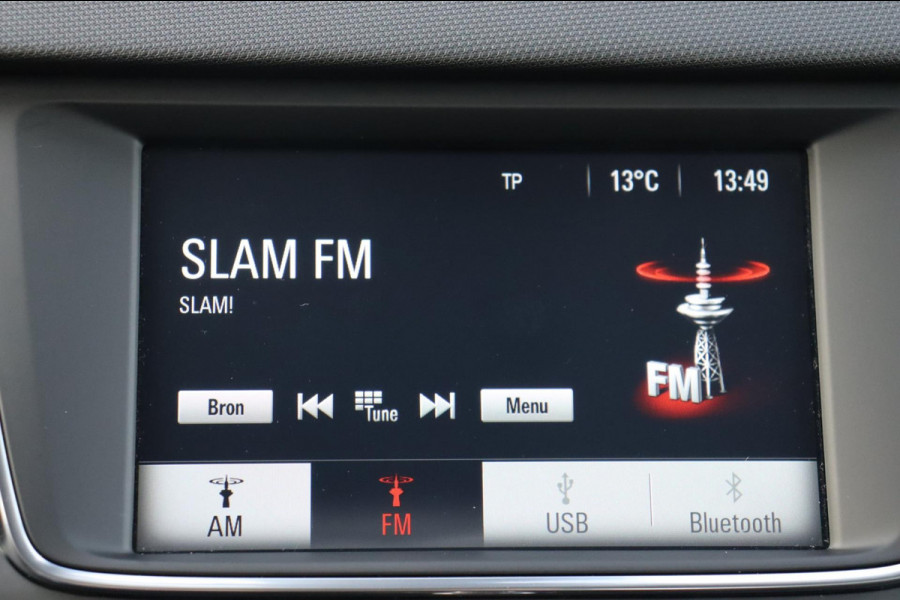 TP 13°C 13:49
SLAM FM
SLAM!
FM
Bron Tune Menu
AM FM USB Bluetooth